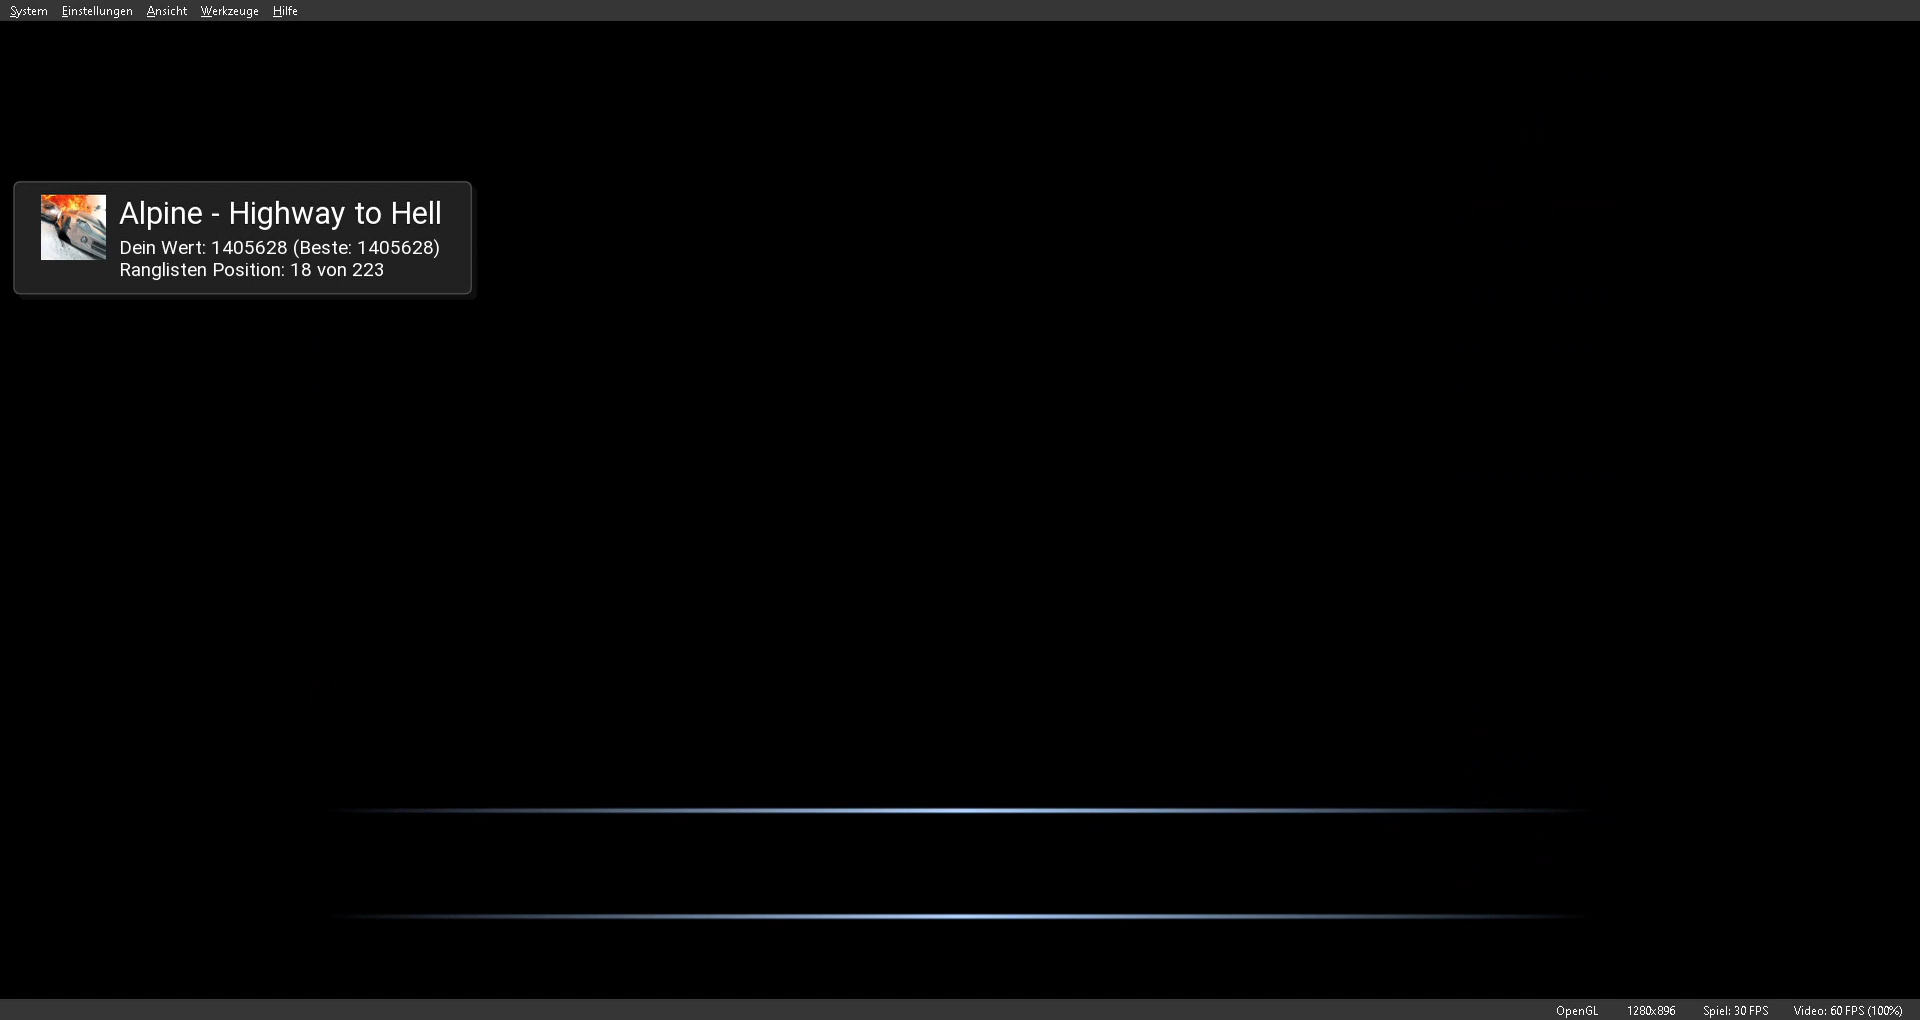 System Einstellungen Ansicht Werkzeuge Hilfe
Alpine - Highway to Hell
Dein Wert: 1405628 (Beste: 1405628)
Ranglisten Position: 18 von 223
OpenGL 1280x896 Spiel: 30 FPS Video: 60 FPS (100%)